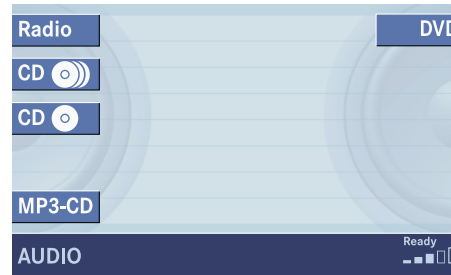 Radio
DVD
CD
CD
MP3-CD
AUDIO
Ready